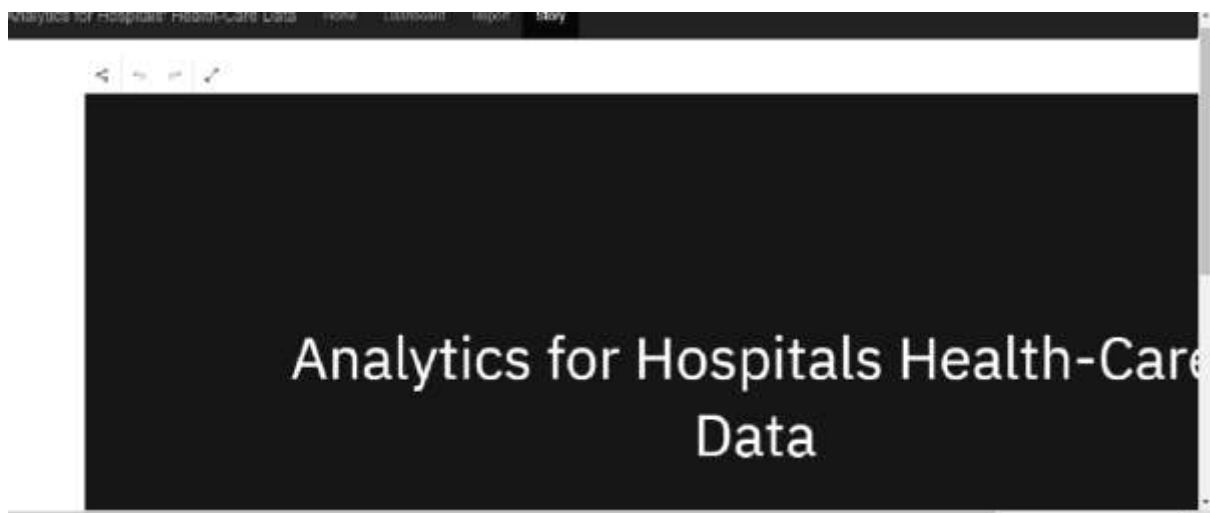 Analytics for Hospitals' Health-Care Data Home Dashboard Report Story
Analytics for Hospitals Health-Care
Data